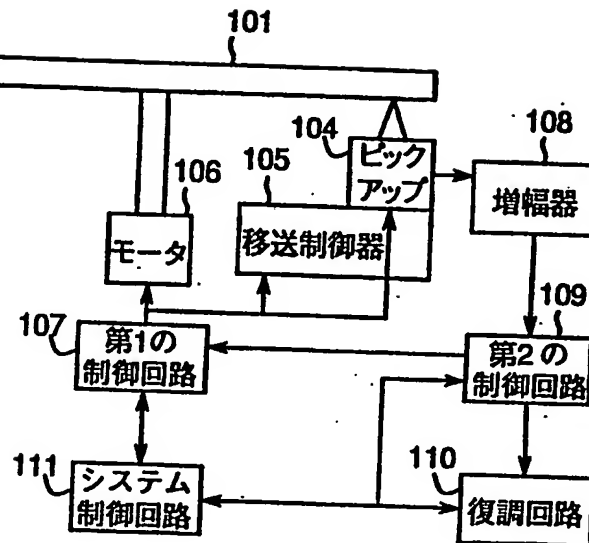 101
104
ピック
アップ
108
増幅器
105
移送制御器
106
モータ
107
第1の
制御回路
109
第2の
制御回路
111
システム
制御回路
110
復調回路